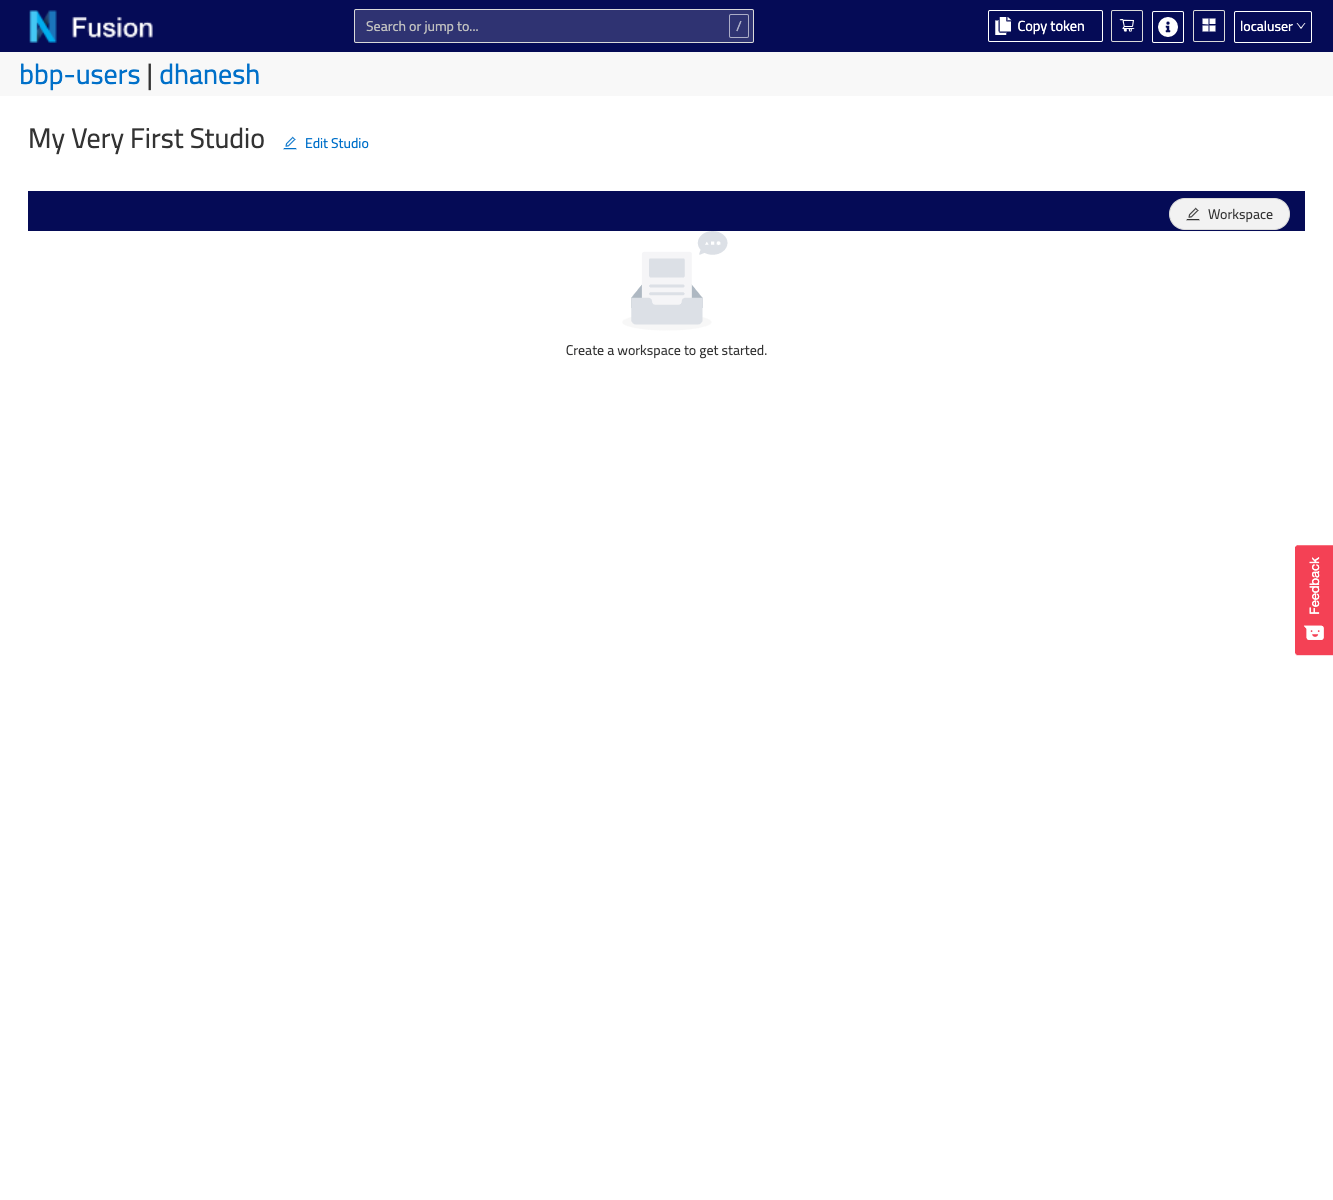 Fusion
Search or jump to...
/
Copy token
localuser
bbp-users | dhanesh
My Very First Studio
Edit Studio
Workspace
Create a workspace to get started.
Feedback